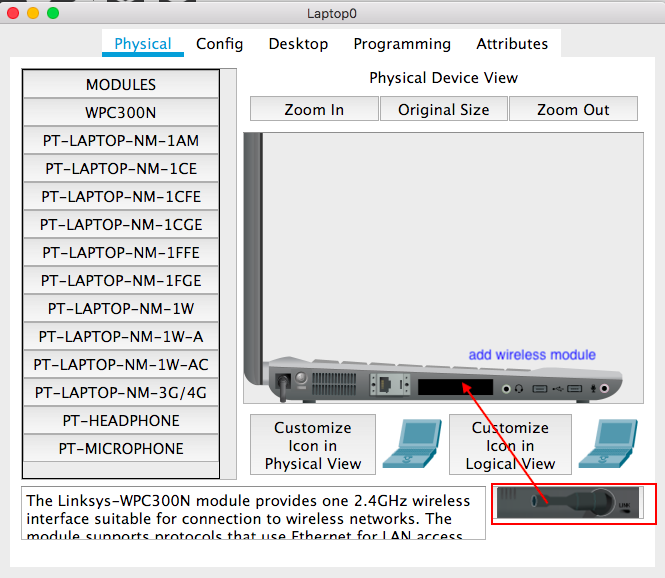 Laptop0
Physical
Config
Desktop
Programming
Attributes
MODULES
WPC300N
PT-LAPTOP-NM-1AM
PT-LAPTOP-NM-1CE
PT-LAPTOP-NM-1CFE
PT-LAPTOP-NM-1CGE
PT-LAPTOP-NM-1FFE
PT-LAPTOP-NM-1FGE
PT-LAPTOP-NM-1W
PT-LAPTOP-NM-1W-A
PT-LAPTOP-NM-1W-AC
PT-LAPTOP-NM-3G/4G
PT-HEADPHONE
PT-MICROPHONE
Physical Device View
Zoom In
Original Size
Zoom Out
add wireless module
Customize
Icon in
Physical View
Customize
Icon in
Logical View
The Linksys-WPC300N module provides one 2.4GHz wireless
interface suitable for connection to wireless networks. The
module supports protocols that use Ethernet for LAN access
LINK